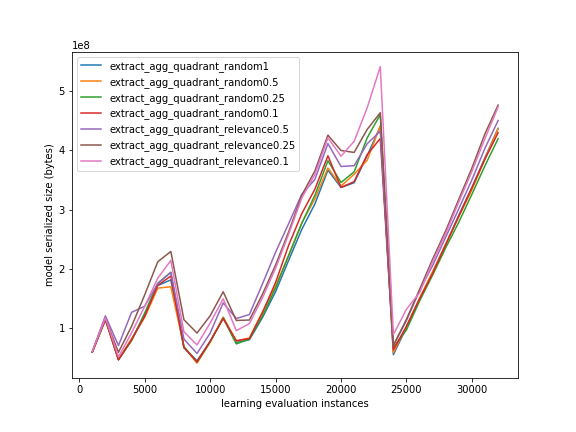 1e8
extract_agg_quadrant_random1
extract_agg_quadrant_random0.5
extract_agg_quadrant_random0.25
extract_agg_quadrant_random0.1
extract_agg_quadrant_relevance0.5
extract_agg_quadrant_relevance0.25
extract_agg_quadrant_relevance0.1
model serialized size (bytes)
5
4
3
2
1
0 5000 10000 15000 20000 25000 30000
learning evaluation instances